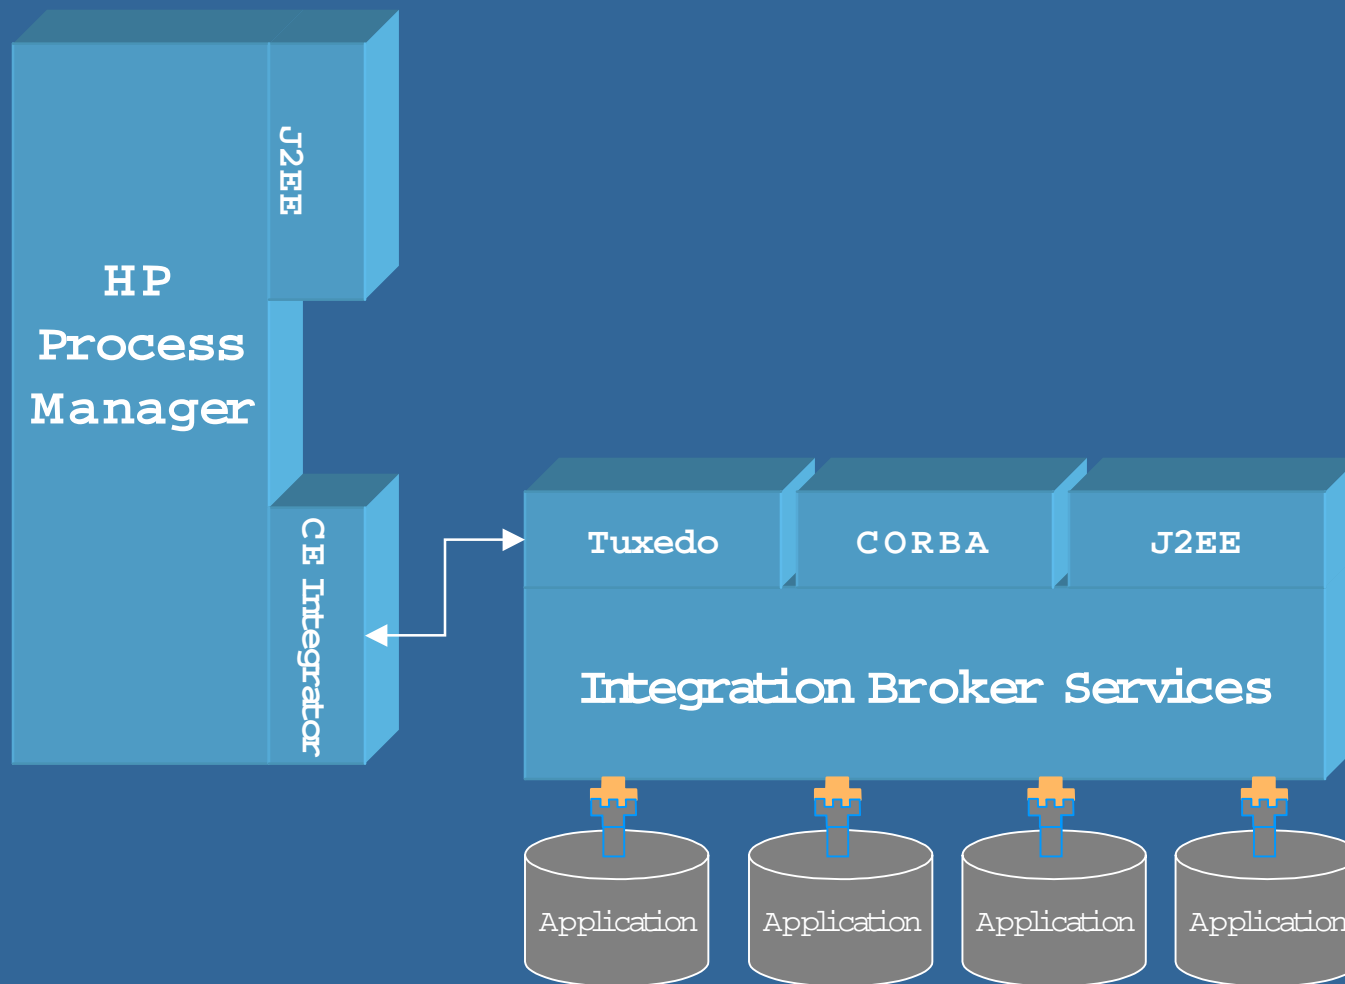 J2EE
HP
Process
Manager
CE Integrator
Tuxedo
CORBA
J2EE
Integration Broker Services
Application
Application
Application
Application